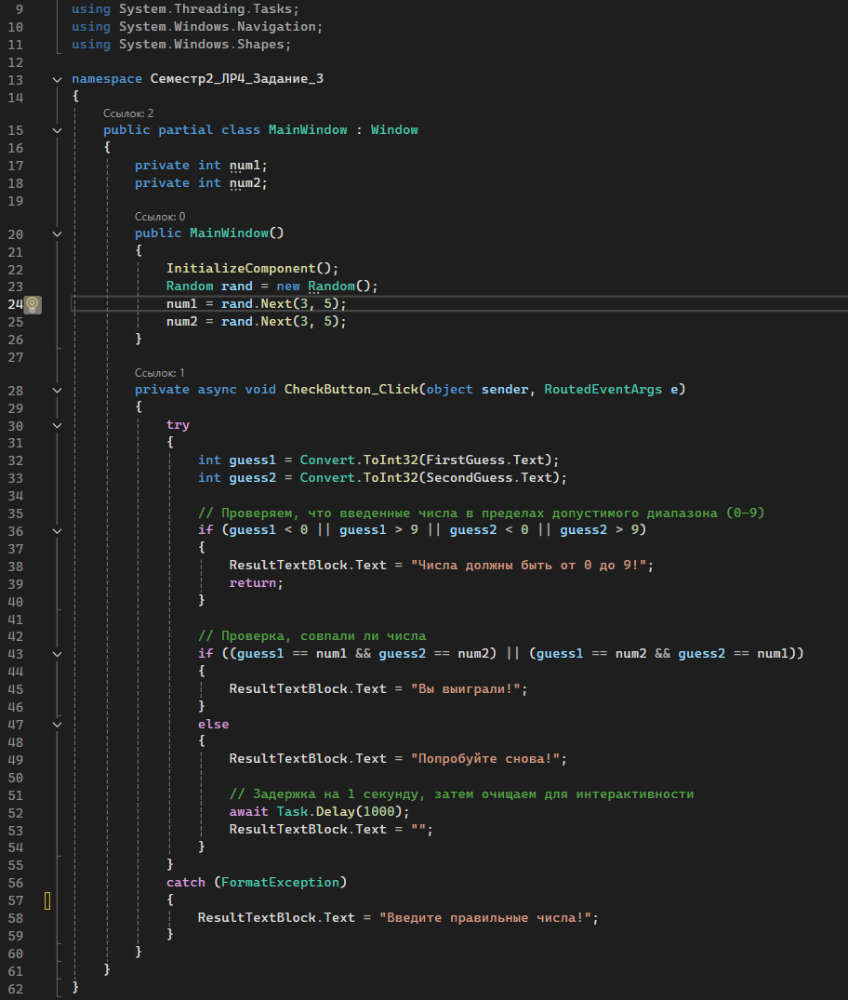 9 using System.Threading.Tasks;
10 using System.Windows.Navigation;
11 using System.Windows.Shapes;
12
13 namespace Семестр2_ЛР4_Задание_3
14 {
Ссылок: 2
15 public partial class MainWindow : Window
16 {
17 private int num1;
18 private int num2;
19
Ссылок: 0
20 public MainWindow()
21 {
22 InitializeComponent();
23 Random rand = new Random();
24 num1 = rand.Next(3, 5);
25 num2 = rand.Next(3, 5);
26 }
27
Ссылок: 1
28 private async void CheckButton_Click(object sender, RoutedEventArgs e)
29 {
30 try
31 {
32 int guess1 = Convert.ToInt32(FirstGuess.Text);
33 int guess2 = Convert.ToInt32(SecondGuess.Text);
34
35 // Проверяем, что введенные числа в пределах допустимого диапазона (0-9)
36 if (guess1 < 0 || guess1 > 9 || guess2 < 0 || guess2 > 9)
37 {
38 ResultTextBlock.Text = "Числа должны быть от 0 до 9!";
39 return;
40 }
41
42 // Проверка, совпали ли числа
43 if ((guess1 == num1 && guess2 == num2) || (guess1 == num2 && guess2 == num1))
44 {
45 ResultTextBlock.Text = "Вы выиграли!";
46 }
47 else
48 {
49 ResultTextBlock.Text = "Попробуйте снова!";
50
51 // Задержка на 1 секунду, затем очищаем для интерактивности
52 await Task.Delay(1000);
53 ResultTextBlock.Text = "";
54 }
55 }
56 catch (FormatException)
57 {
58 ResultTextBlock.Text = "Введите правильные числа!";
59 }
60 }
61 }
62 }